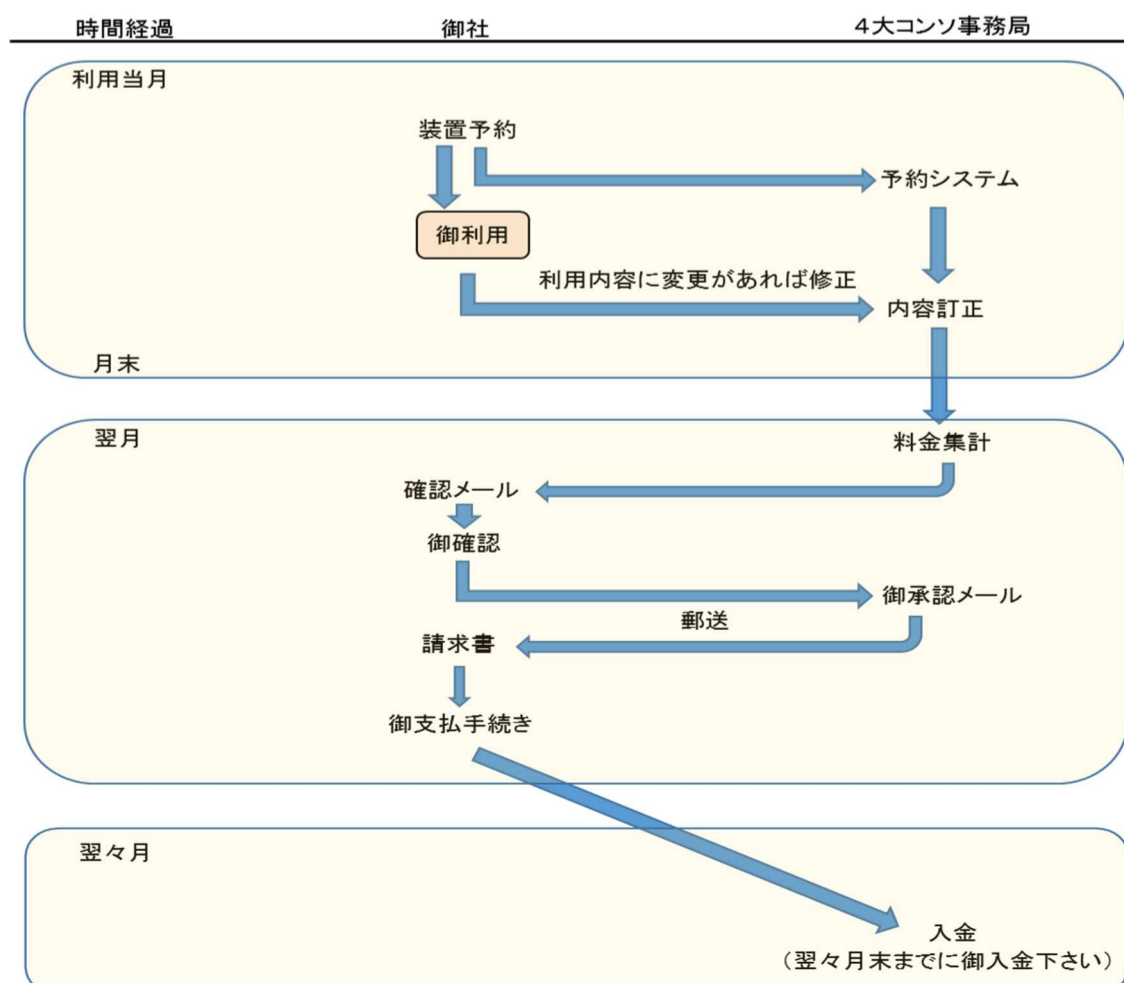 時間経過 御社 4大コンソ事務局
利用当月
装置予約
予約システム
御利用
利用内容に変更があれば修正
内容訂正
月末
翌月
料金集計
確認メール
御確認
御承認メール
郵送
請求書
御支払手続き
翌々月
入金
（翌々月末までに御入金下さい）